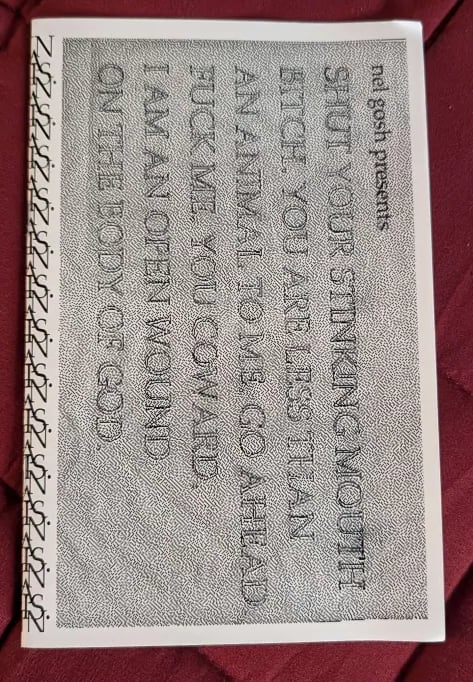 nel gosh presents
SHUT YOUR STINKING MOUTH
BITCH. YOU ARE LESS THAN
AN ANIMAL TO ME. GO AHEAD.
FUCK ME, YOU COWARD.
I AM AN OPEN WOUND
ON THE BODY OF GOD.